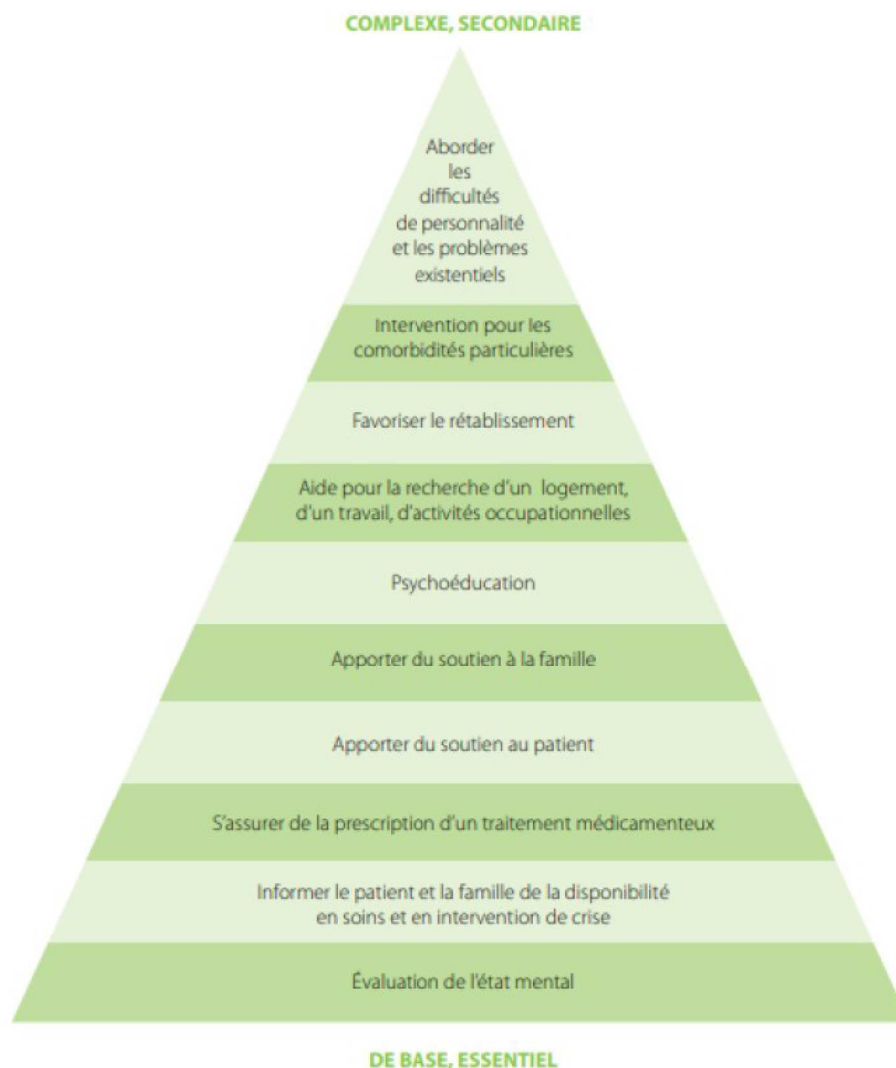 COMPLEXE, SECONDAIRE
Aborder
les
difficultés
de personnalité
et les problèmes
existentiels
Intervention pour les
comorbidités particulières
Favoriser le rétablissement
Aide pour la recherche d'un logement,
d'un travail, d'activités occupationnelles
Psychoéducation
Apporter du soutien à la famille
Apporter du soutien au patient
S'assurer de la prescription d'un traitement médicamenteux
Informer le patient et la famille de la disponibilité
en soins et en intervention de crise
Évaluation de l'état mental
DE BASE, ESSENTIEL